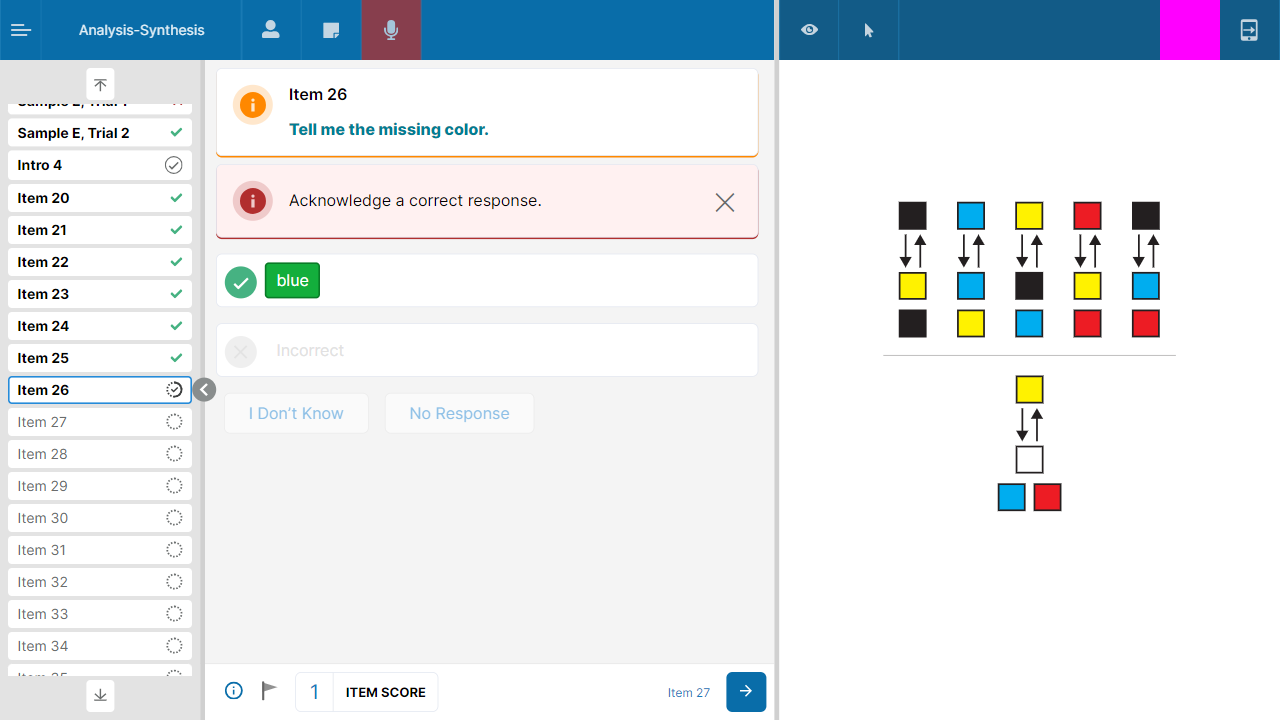 Analysis-Synthesis
Sample E, Trial 2
Intro 4
Item 20
Item 21
Item 22
Item 23
Item 24
Item 25
Item 26
Item 27
Item 28
Item 29
Item 30
Item 31
Item 32
Item 33
Item 34
Item 26
Tell me the missing color.
Acknowledge a correct response.
blue
Incorrect
I Don't Know
No Response
1
ITEM SCORE
Item 27